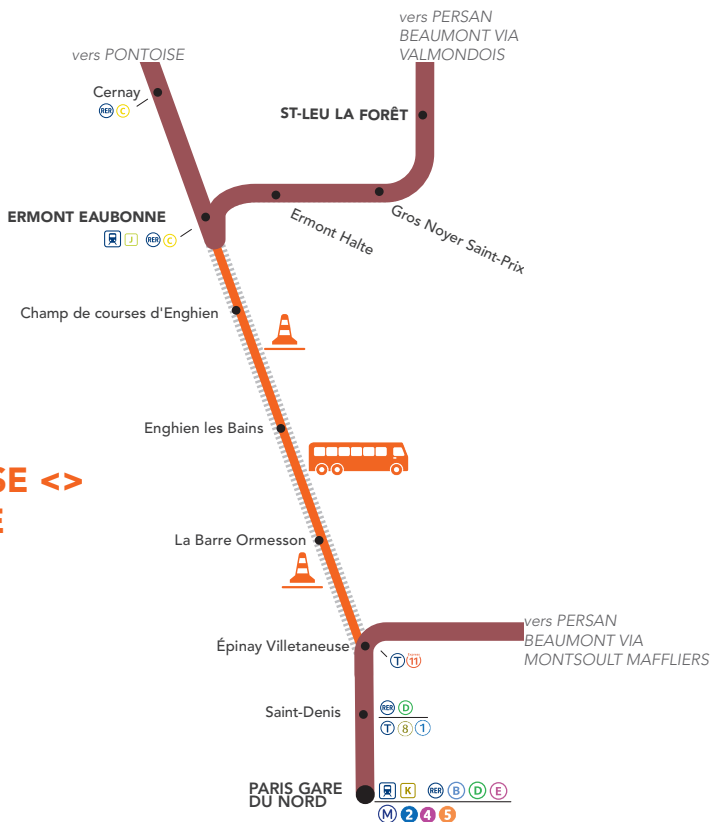 vers PERSAN
BEAUMONT VIA
VALMONDOIS
vers PONTOISE
Cernay
RER C
ST-LEU LA FORÊT
ERMONT EAUBONNE
J RER C
Ermont Halte
Gros Noyer Saint-Prix
Champ de courses d'Enghien
Enghien les Bains
SE <>
E
La Barre Ormesson
vers PERSAN
BEAUMONT VIA
MONTSOULT MAFFLIERS
Épinay Villetaneuse
T 11
Saint-Denis
RER D
T 8 1
PARIS GARE
DU NORD
K RER B D E
M 2 4 5